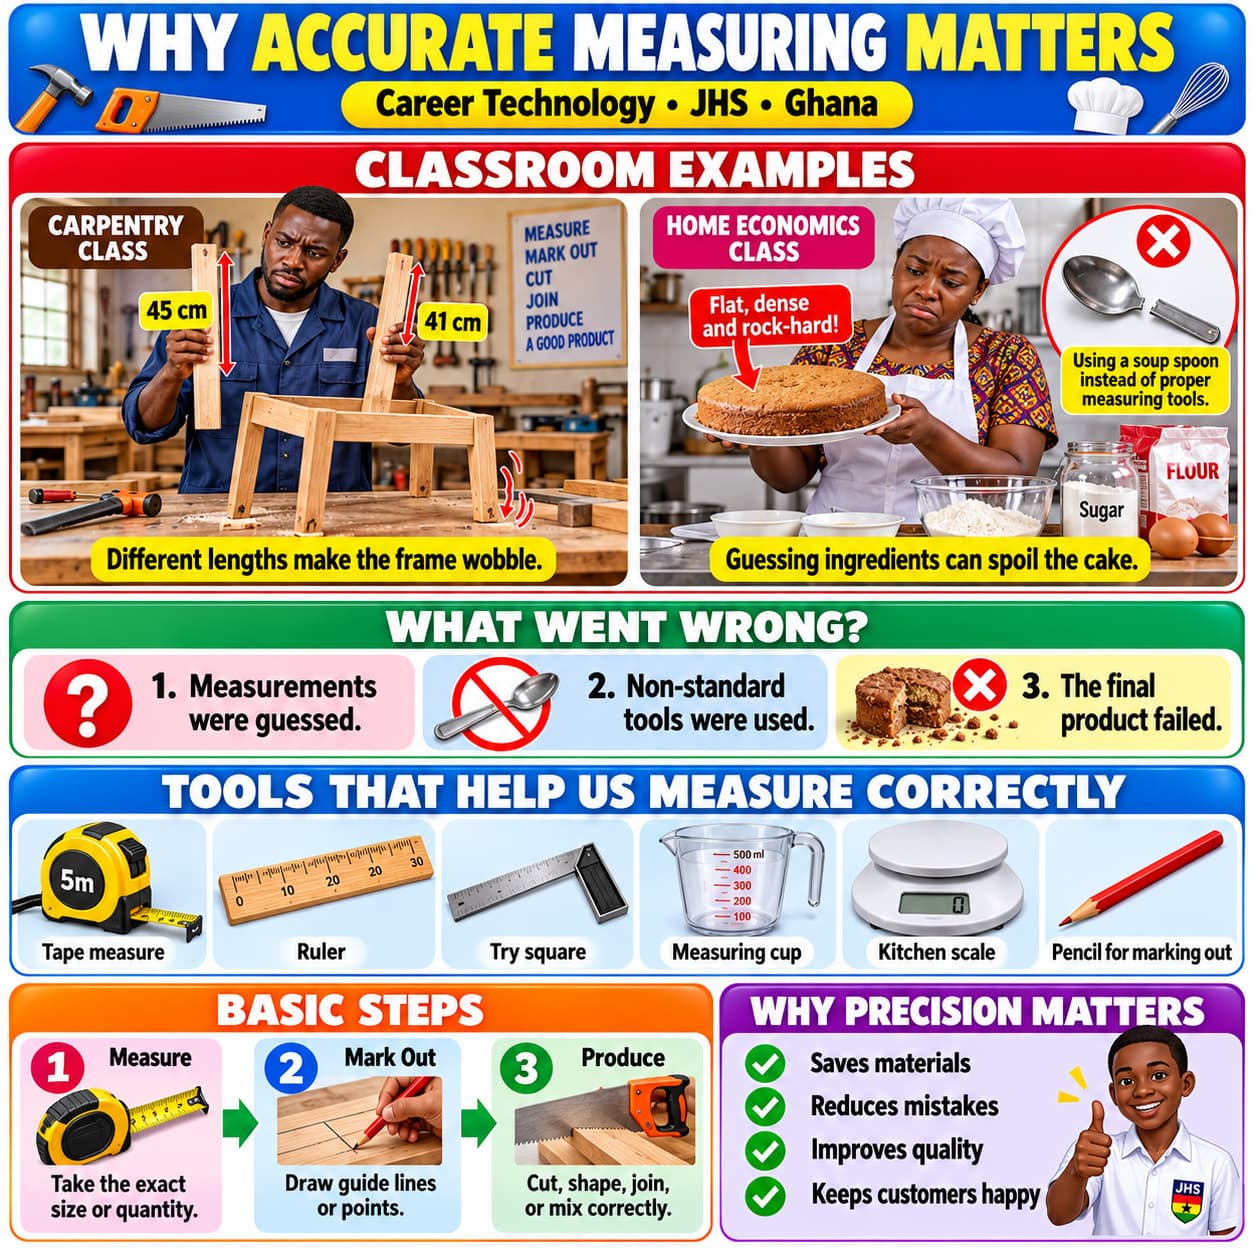 WHY ACCURATE MEASURING MATTERS
Career Technology • JHS • Ghana
CLASSROOM EXAMPLES
CARPENTRY
CLASS
45 cm
41 cm
MEASURE
MARK OUT
CUT
JOIN
PRODUCE
A GOOD PRODUCT
Different lengths make the frame wobble.
HOME ECONOMICS
CLASS
Flat, dense
and rock-hard!
Using a soup spoon
instead of proper
measuring tools.
FLOUR
Sugar
Guessing ingredients can spoil the cake.
WHAT WENT WRONG?
?
1. Measurements
were guessed.
2. Non-standard
tools were used.
3. The final
product failed.
TOOLS THAT HELP US MEASURE CORRECTLY
5m
Tape measure
0 10 20 20 30
Ruler
Try square
500 ml
400
300
200
100
Measuring cup
0
Kitchen scale
Pencil for marking out
BASIC STEPS
1 Measure
Take the exact
size or quantity.
2 Mark Out
Draw guide lines
or points.
3 Produce
Cut, shape, join,
or mix correctly.
WHY PRECISION MATTERS
Saves materials
Reduces mistakes
Improves quality
Keeps customers happy
JHS